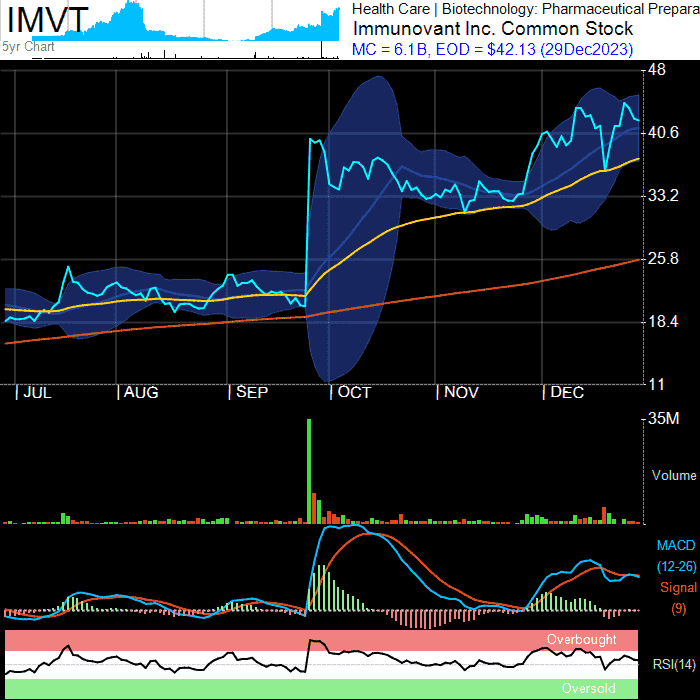 IMVT
5yr Chart
Health Care | Biotechnology: Pharmaceutical Prepara
Immunovant Inc. Common Stock
MC = 6.1B, EOD = $42.13 (29Dec2023)
48
40.6
33.2
25.8
18.4
11
| JUL | AUG | SEP | OCT | NOV | DEC
35M
Volume
MACD
(12-26)
Signal
(9)
Overbought
RSI(14)
Oversold